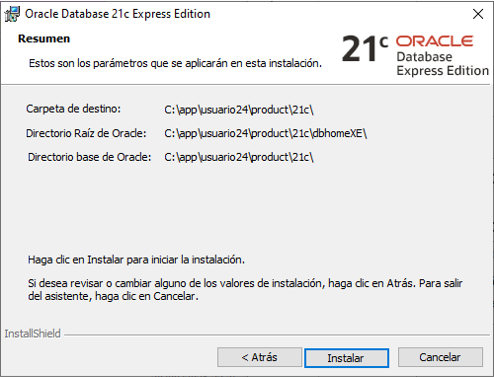 Oracle Database 21c Express Edition
Resumen
Estos son los parámetros que se aplicarán en esta instalación.
21c ORACLE
Database
Express Edition
Carpeta de destino: C:\app\usuario24\product\21c\
Directorio Raíz de Oracle: C:\app\usuario24\product\21c\dbhomeXE\
Directorio base de Oracle: C:\app\usuario24\product\21c\
Haga clic en Instalar para iniciar la instalación.
Si desea revisar o cambiar alguno de los valores de instalación, haga clic en Atrás. Para salir
del asistente, haga clic en Cancelar.
InstallShield
< Atrás Instalar Cancelar